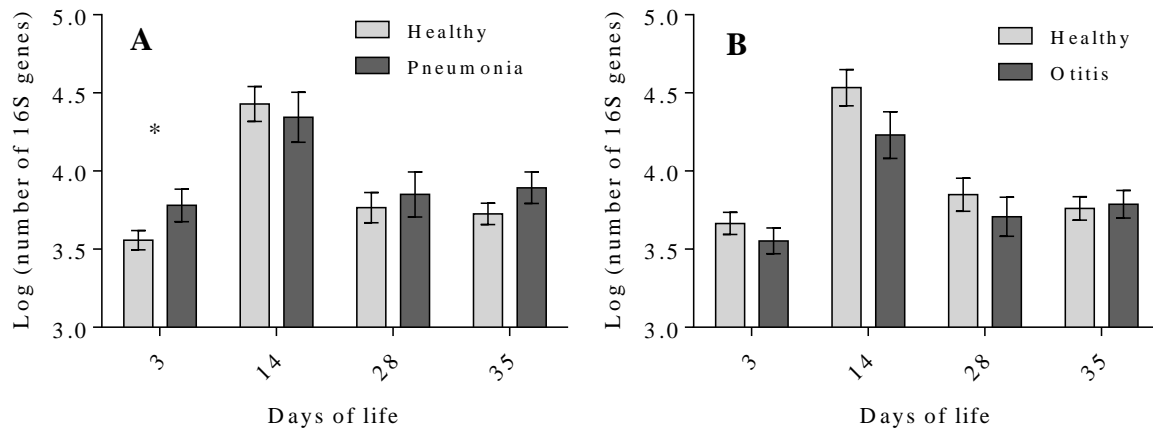 A
Healthy
Pneumonia
Log (number of 16S genes)
5.0
4.5
4.0
3.5
3.0
*
3
14
28
35
Days of life
B
Healthy
Otitis
Log (number of 16S genes)
5.0
4.5
4.0
3.5
3.0
3
14
28
35
Days of life